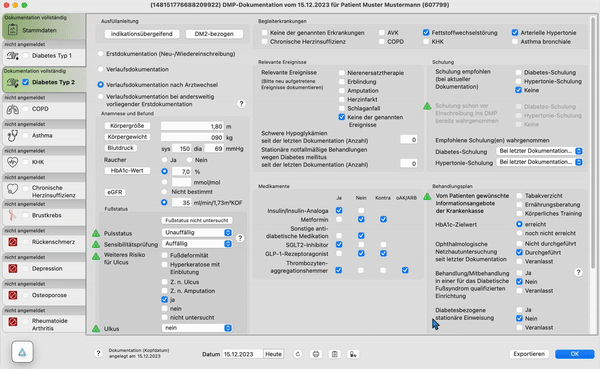 (148151776688209922) DMP-Dokumentation vom 15.12.2023 für Patient Muster Mustermann (607799)
Dokumentation vollständig
Stammdaten
Nicht angemeldet
Diabetes Typ 1
Dokumentation vollständig
Diabetes Typ 2
Nicht angemeldet
COPD
Nicht angemeldet
Asthma
Nicht angemeldet
KHK
Nicht angemeldet
Chronische
Herzinsuffizienz
Nicht angemeldet
Brustkrebs
Nicht angemeldet
Rückenschmerz
Nicht angemeldet
Depression
Nicht angemeldet
Osteoporose
Nicht angemeldet
Rheumatoide
Arthritis
Ausfüllanleitung
indikationsübergreifend
DM2-bezogen
Erstdokumentation (Neu-/Wiedereinschreibung)
Verlaufsdokumentation
Verlaufsdokumentation nach Arztwechsel
Verlaufsdokumentation bei anderweitig
vorliegender Erstdokumentation
?
Anamnese und Befund
Körpergröße 1,80 m
Körpergewicht 090 kg
Blutdruck sys 150 dia 69 mmHg
Raucher Ja Nein
HbA1c-Wert 7,0 %
mmol/mol
eGFR Nicht bestimmt
35 ml/min/1,73m²KOF
Fußstatus
Fußstatus nicht untersucht
Pulsstatus Unauffällig
?
Sensibilitätsprüfung Auffällig
Weiteres Risiko
für Ulcus
Fußdeformität
Hyperkeratose mit
Einblutung
Z. n. Ulcus
Z. n. Amputation
ja
nein
nicht untersucht
Ulkus nein
Begleiterkrankungen
Keine der genannten Erkrankungen AVK Fettstoffwechselstörung Arterielle Hypertonie
Chronische Herzinsuffizienz COPD KHK Asthma bronchiale
Relevante Ereignisse
Relevante Ereignisse
(Bitte neu aufgetretene
Ereignisse dokumentieren)
Nierenersatztherapie
Erblindung
Amputation
Herzinfarkt
Schlaganfall
Keine der genannten
Ereignisse
Schwere Hypoglykämien
seit der letzten Dokumentation (Anzahl) 0
Stationäre notfallmäßige Behandlungen
wegen Diabetes mellitus
seit der letzten Dokumentation (Anzahl) 0
Medikamente
Ja Nein Kontra oAK/ARB
Insulin/Insulin-Analoga
Metformin
Sonstige anti-
diabetische Medikation
SGLT2-Inhibitor
GLP-1-Rezeptoragonist
Thrombozyten-
aggregationshemmer
Schulung
Schulung empfohlen
(bei aktueller
Dokumentation)
Diabetes-Schulung
Hypertonie-Schulung
Keine
Schulung schon vor
Einschreibung ins DMP
bereits wahrgenommen
Diabetes-Schulung
Hypertonie-Schulung
Keine
Empfohlene Schulung(en) wahrgenommen
Diabetes-Schulung Bei letzter Dokumentation...
Hypertonie-Schulung Bei letzter Dokumentation...
Behandlungsplan
Vom Patienten gewünschte
Informationsangebote
der Krankenkasse
Tabakverzicht
Ernährungsberatung
Körperliches Training
HbA1c-Zielwert
erreicht
noch nicht erreicht
Ophthalmologische
Netzhautuntersuchung
seit letzter Dokumentation
Nicht durchgeführt
Durchgeführt
Veranlasst
Behandlung/Mitbehandlung
in einer für das Diabetische
Fußsyndrom qualifizierten
Einrichtung
Ja
Nein
Veranlasst
?
Diabetesbezogene
stationäre Einweisung
Ja
Nein
Veranlasst
?
Dokumentation (Kopfdatum)
angelegt am 15.12.2023
Datum 15.12.2023 Heute
Exportieren
OK